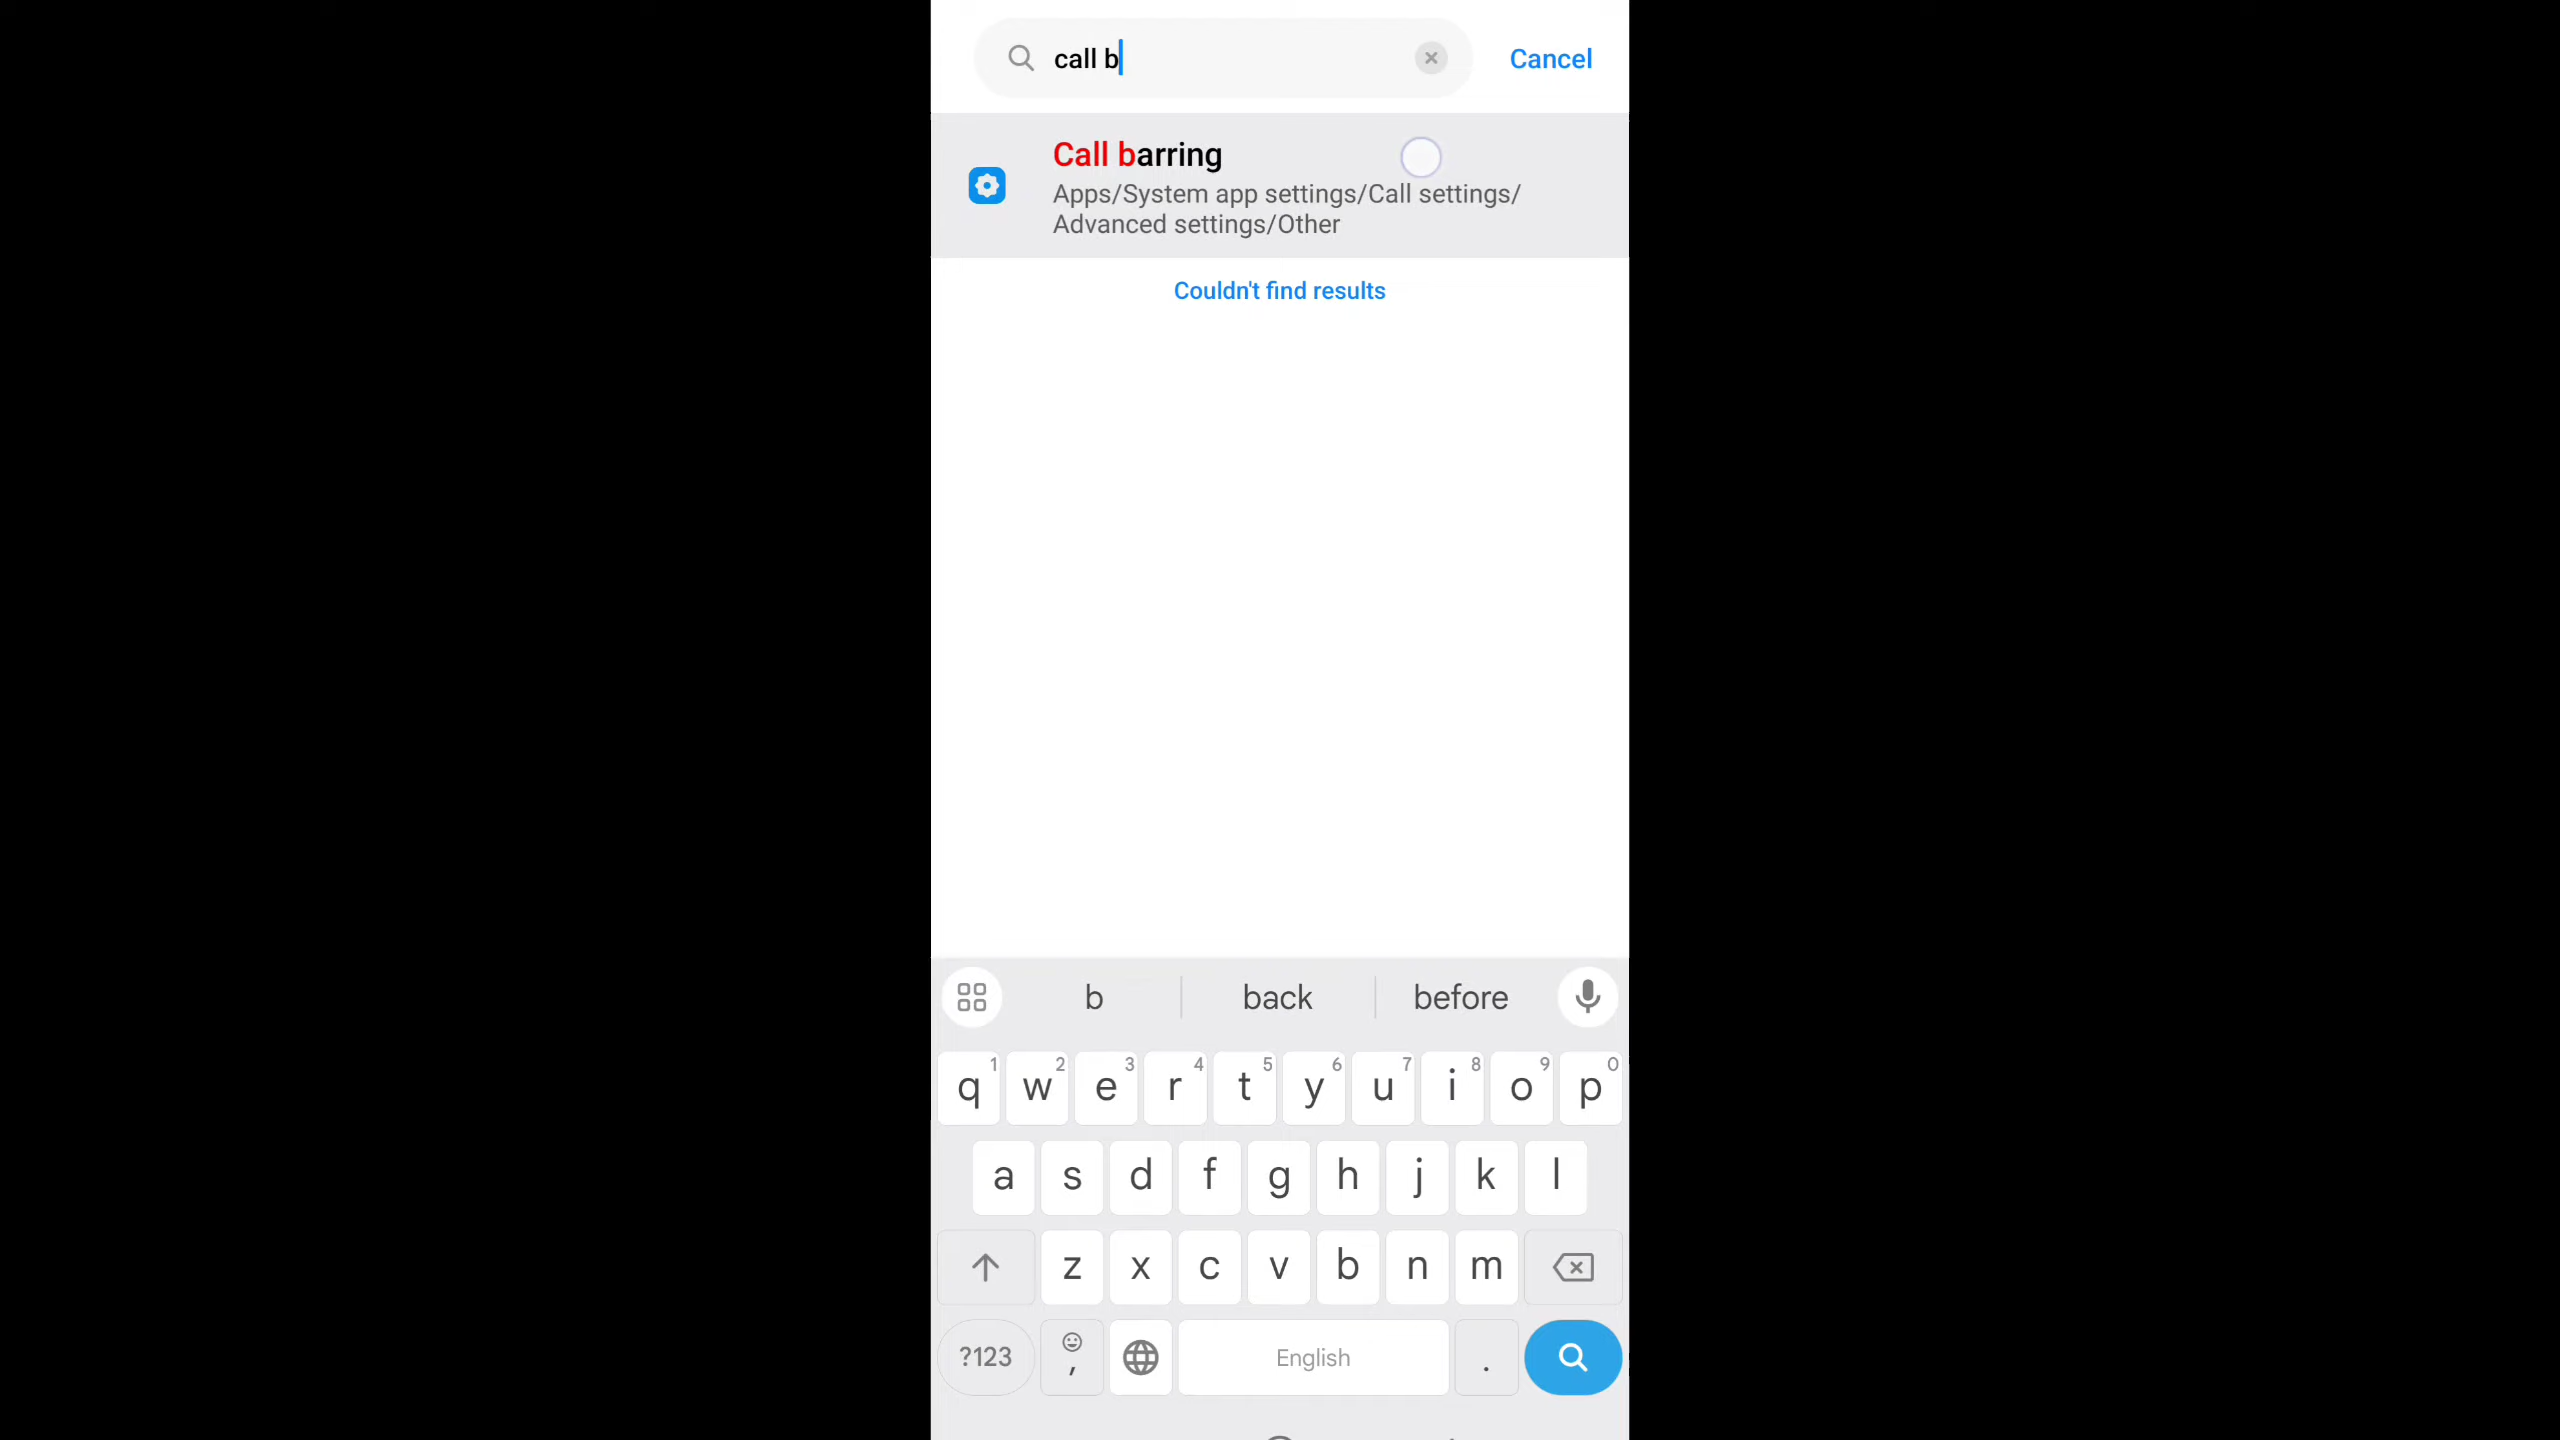 call b
Cancel
Call barring
Apps/System app settings/Call settings/
Advanced settings/Other
Couldn't find results
b back before
q 1 w 2 e 3 r 4 t 5 y 6 u 7 i 8 o 9 p 0
a s d f g h j k l
z x c v b n m
?123 , English .